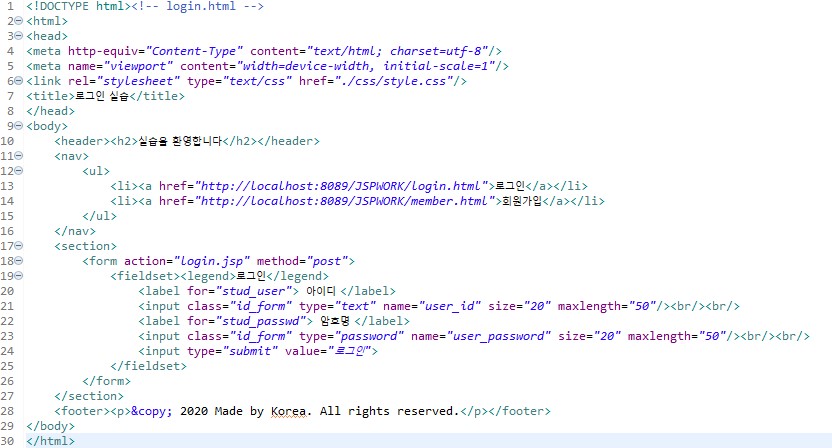 1 <!DOCTYPE html><!-- login.html -->
2 <html>
3 <head>
4 <meta http-equiv="Content-Type" content="text/html; charset=utf-8"/>
5 <meta name="viewport" content="width=device-width, initial-scale=1"/>
6 <link rel="stylesheet" type="text/css" href="./css/style.css"/>
7 <title>로그인 실습</title>
8 </head>
9 <body>
10 <header><h2>실습을 환영합니다</h2></header>
11 <nav>
12 <ul>
13 <li><a href="http://localhost:8089/JSPWORK/login.html">로그인</a></li>
14 <li><a href="http://localhost:8089/JSPWORK/member.html">회원가입</a></li>
15 </ul>
16 </nav>
17 <section>
18 <form action="login.jsp" method="post">
19 <fieldset><legend>로그인</legend>
20 <label for="stud_user"> 아이디 </label>
21 <input class="id_form" type="text" name="user_id" size="20" maxlength="50"/><br/><br/>
22 <label for="stud_passwd"> 암호명 </label>
23 <input class="id_form" type="password" name="user_password" size="20" maxlength="50"/><br/><br/>
24 <input type="submit" value="로그인">
25 </fieldset>
26 </form>
27 </section>
28 <footer><p>&copy; 2020 Made by Korea. All rights reserved.</p></footer>
29 </body>
30 </html>